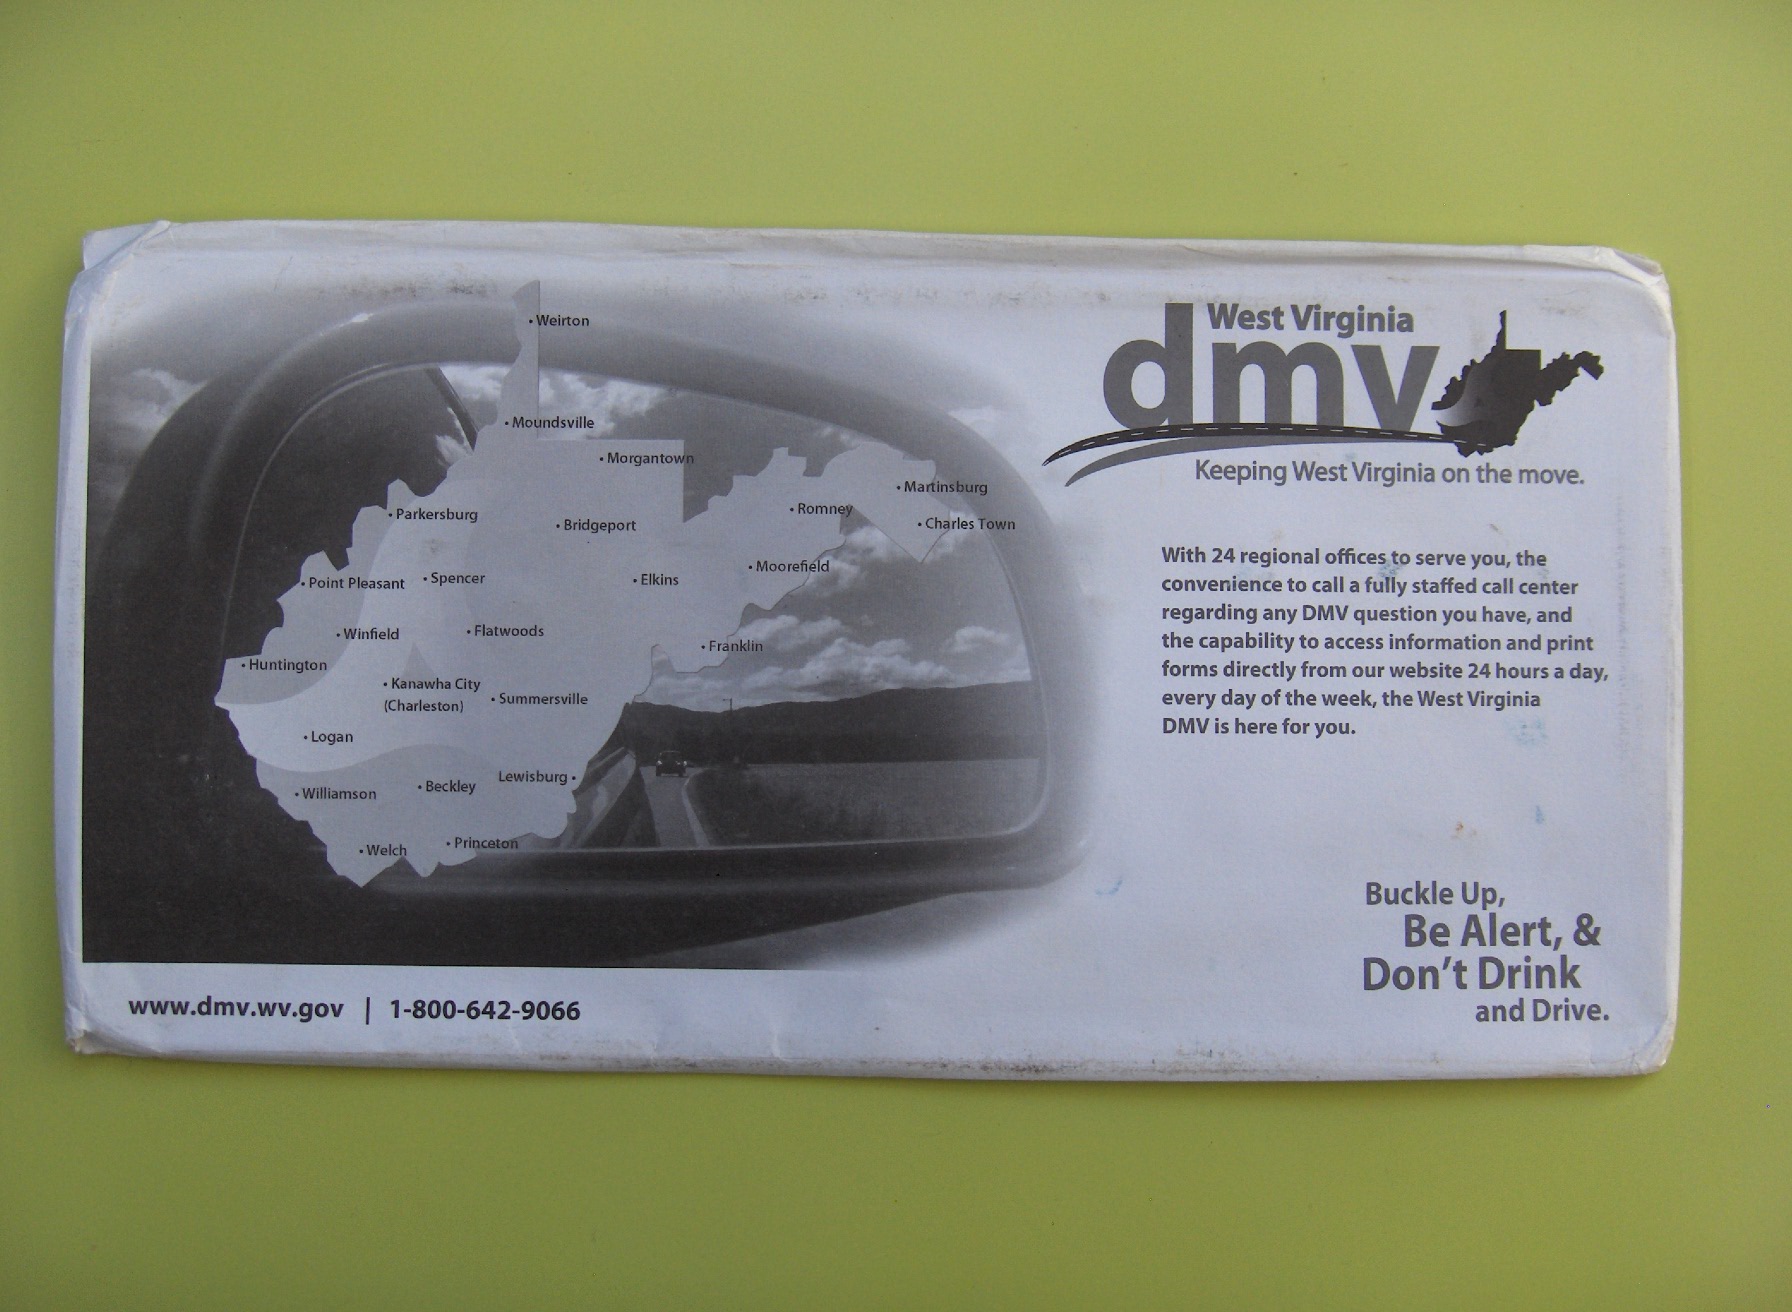 Weirton
Moundsville
Morgantown
Martinsburg
Romney
Parkersburg
Charles Town
Bridgeport
Moorefield
Point Pleasant
Spencer
Elkins
Winfield
Flatwoods
Franklin
Huntington
Kanawha City
(Charleston)
Summersville
Logan
Lewisburg
Beckley
Williamson
Princeton
Welch
www.dmv.wv.gov | 1-800-642-9066
West Virginia
dmv
Keeping West Virginia on the move.
With 24 regional offices to serve you, the
convenience to call a fully staffed call center
regarding any DMV question you have, and
the capability to access information and print
forms directly from our website 24 hours a day,
every day of the week, the West Virginia
DMV is here for you.
Buckle Up,
Be Alert, &
Don't Drink
and Drive.